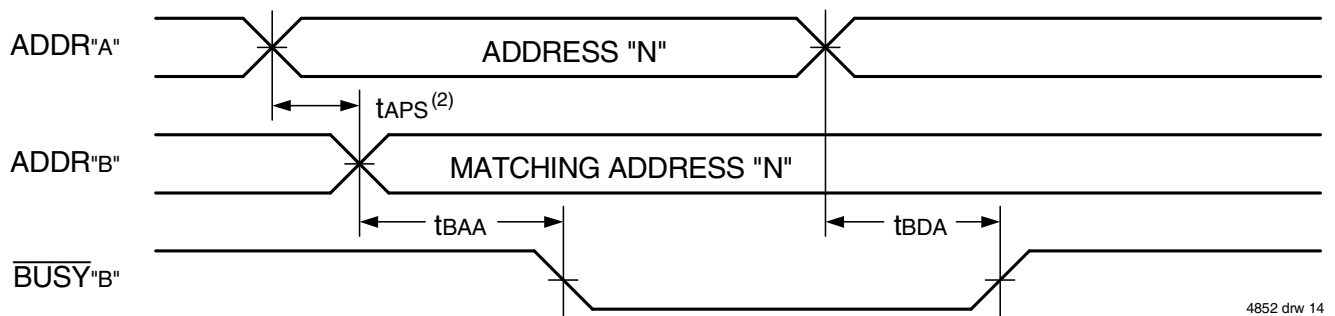 ADDR"A"
ADDRESS "N"
tAPS(2)
ADDR"B"
MATCHING ADDRESS "N"
tBAA
tBDA
BUSY"B"
4852 drw 14